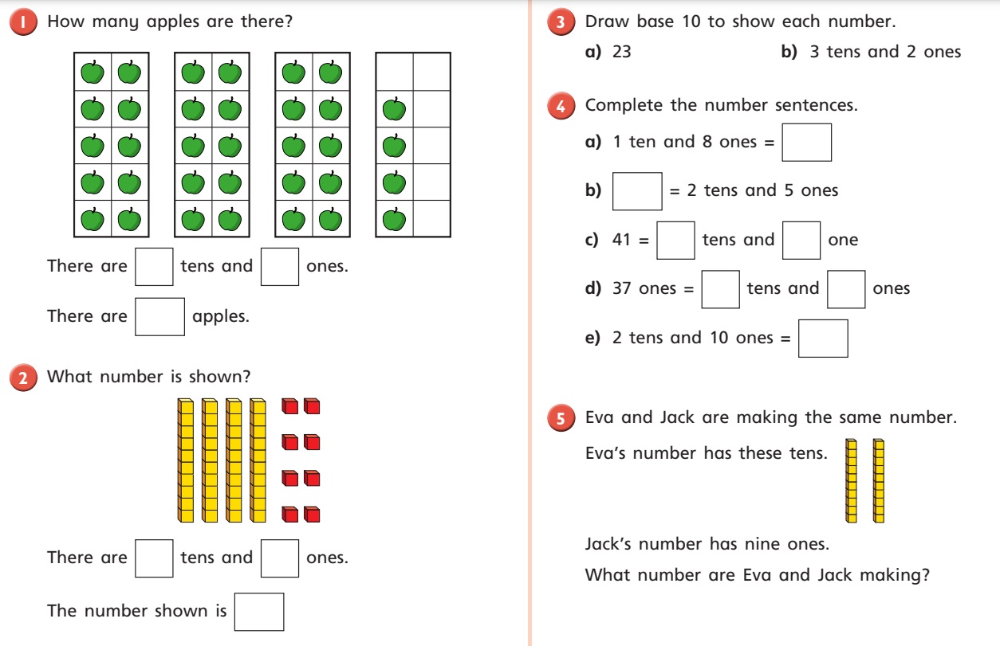 1 How many apples are there?
There are tens and ones.
There are apples.
2 What number is shown?
There are tens and ones.
The number shown is
3 Draw base 10 to show each number.
a) 23 b) 3 tens and 2 ones
4 Complete the number sentences.
a) 1 ten and 8 ones =
b) = 2 tens and 5 ones
c) 41 = tens and one
d) 37 ones = tens and ones
e) 2 tens and 10 ones =
5 Eva and Jack are making the same number.
Eva's number has these tens.
Jack's number has nine ones.
What number are Eva and Jack making?